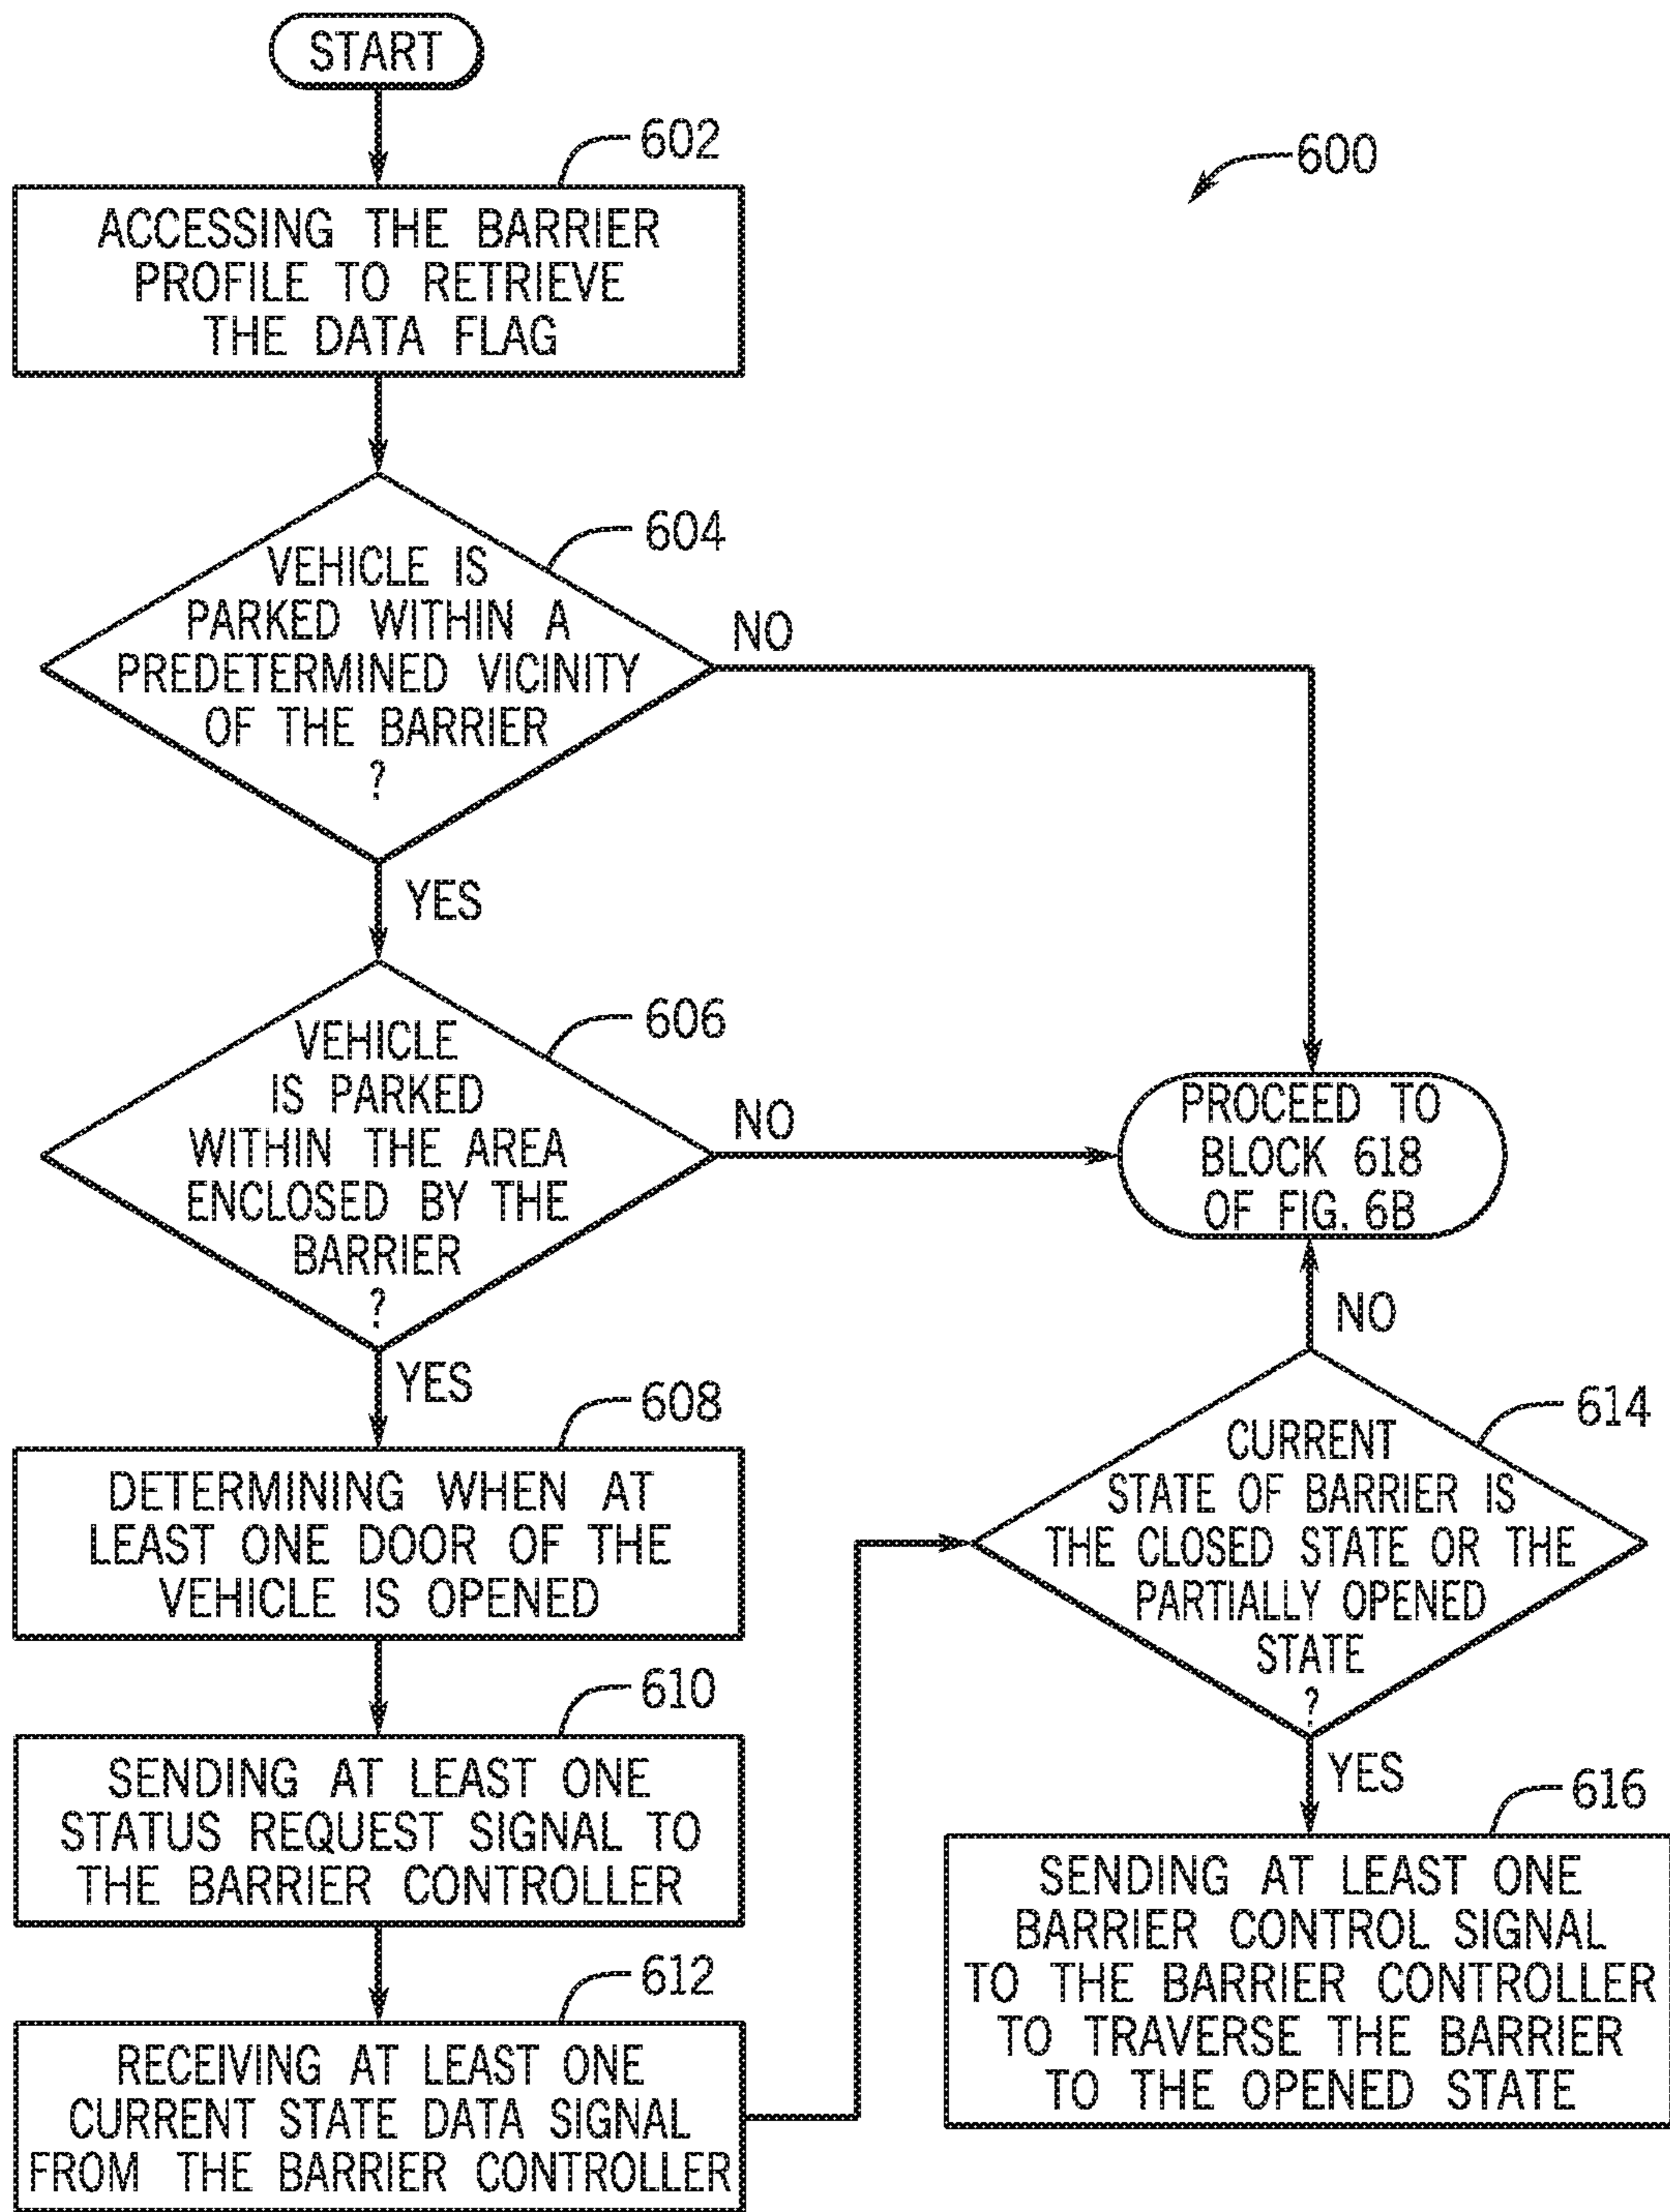 START
602
600
ACCESSING THE BARRIER
PROFILE TO RETRIEVE
THE DATA FLAG
604
VEHICLE IS
PARKED WITHIN A
PREDETERMINED VICINITY
OF THE BARRIER
?
NO
YES
606
VEHICLE
IS PARKED
WITHIN THE AREA
ENCLOSED BY THE
BARRIER
?
NO
PROCEED TO
BLOCK 618
OF FIG. 6B
YES
NO
608
DETERMINING WHEN AT
LEAST ONE DOOR OF THE
VEHICLE IS OPENED
614
CURRENT
STATE OF BARRIER IS
THE CLOSED STATE OR THE
PARTIALLY OPENED
STATE
?
610
SENDING AT LEAST ONE
STATUS REQUEST SIGNAL TO
THE BARRIER CONTROLLER
YES
616
SENDING AT LEAST ONE
BARRIER CONTROL SIGNAL
TO THE BARRIER CONTROLLER
TO TRAVERSE THE BARRIER
TO THE OPENED STATE
612
RECEIVING AT LEAST ONE
CURRENT STATE DATA SIGNAL
FROM THE BARRIER CONTROLLER